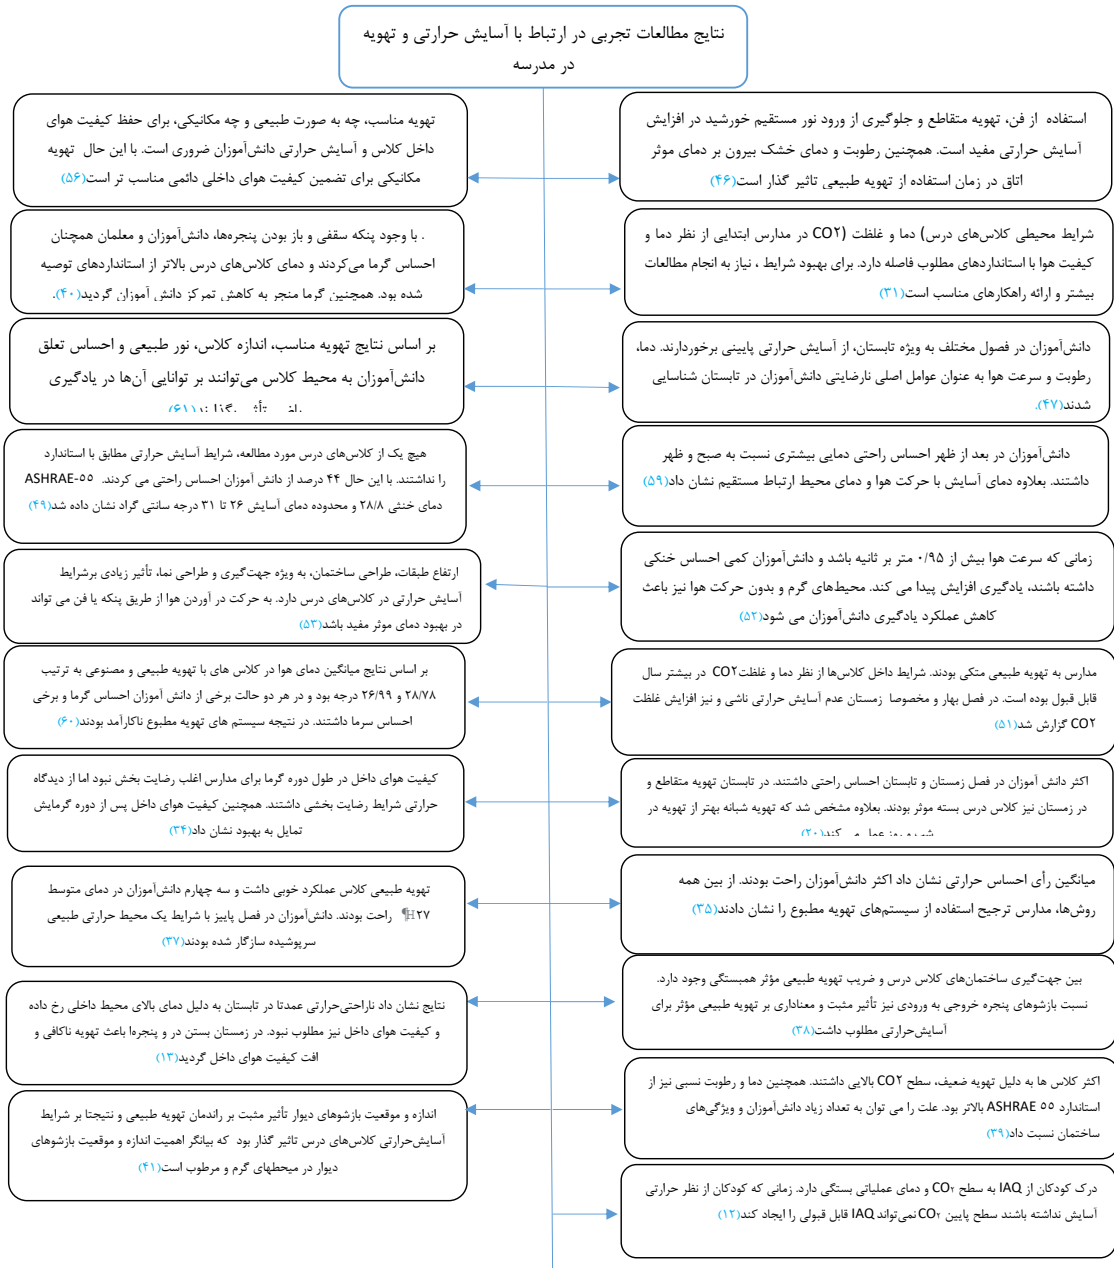 نتایج مطالعات تجربی در ارتباط با آسایش حرارتی و تهویه
در مدرسه
استفاده از فن، تهویه متقاطع و جلوگیری از ورود نور مستقیم خورشید در افزایش
آسایش حرارتی مفید است. همچنین رطوبت و دمای خشک بیرون بر دمای موثر
اتاق در زمان استفاده از تهویه طبیعی تاثیر گذار است(۴۶)
تهویه مناسب، چه به صورت طبیعی و چه مکانیکی، برای حفظ کیفیت هوای
داخل کلاس و آسایش حرارتی دانش‌آموزان ضروری است. با این حال تهویه
مکانیکی برای تضمین کیفیت هوای داخلی دائمی مناسب تر است(۵۶)
شرایط محیطی کلاس‌های درس) دما و غلظت (CO۲ در مدارس ابتدایی از نظر دما و
کیفیت هوا با استانداردهای مطلوب فاصله دارد. برای بهبود شرایط ، نیاز به انجام مطالعات
بیشتر و ارائه راهکارهای مناسب است(۳۱)
. با وجود پنکه سقفی و باز بودن پنجره‌ها، دانش‌آموزان و معلمان همچنان
احساس گرما می‌کردند و دمای کلاس‌های درس بالاتر از استانداردهای توصیه
شده بود. همچنین گرما منجر به کاهش تمرکز دانش آموزان گردید(۴۰).
دانش‌آموزان در فصول مختلف به ویژه تابستان، از آسایش حرارتی پایینی برخوردارند. دما،
رطوبت و سرعت هوا به عنوان عوامل اصلی نارضایتی دانش‌آموزان در تابستان شناسایی
شدند(۴۷).
بر اساس نتایج تهویه مناسب، اندازه کلاس، نور طبیعی و احساس تعلق
دانش‌آموزان به محیط کلاس می‌توانند بر توانایی آن‌ها در یادگیری
تأثیر بگذارند(۶۱)
دانش‌آموزان در بعد از ظهر احساس راحتی دمایی بیشتری نسبت به صبح و ظهر
داشتند. بعلاوه دمای آسایش با حرکت هوا و دمای محیط ارتباط مستقیم نشان داد(۵۹)
هیچ یک از کلاس‌های درس مورد مطالعه، شرایط آسایش حرارتی مطابق با استاندارد
را نداشتند. با این حال ۴۴ درصد از دانش آموزان احساس راحتی می کردند. ASHRAE-۵۵
دمای خنثی ۲۸/۸ و محدوده دمای آسایش ۲۶ تا ۳۱ درجه سانتی گراد نشان داده شد(۴۹)
زمانی که سرعت هوا بیش از ۰/۹۵ متر بر ثانیه باشد و دانش‌آموزان کمی احساس خنکی
داشته باشند، یادگیری افزایش پیدا می کند. محیط‌های گرم و بدون حرکت هوا نیز باعث
کاهش عملکرد یادگیری دانش‌آموزان می شود(۵۲)
ارتفاع طبقات، طراحی ساختمان، به ویژه جهت‌گیری و طراحی نما، تأثیر زیادی برشرایط
آسایش حرارتی در کلاس‌های درس دارد. به حرکت در آوردن هوا از طریق پنکه یا فن می تواند
در بهبود دمای موثر مفید باشد(۵۳)
مدارس به تهویه طبیعی متکی بودند. شرایط داخل کلاس‌ها از نظر دما و غلظت CO۲ در بیشتر سال
قابل قبول بوده است. در فصل بهار و مخصوصا زمستان عدم آسایش حرارتی ناشی و نیز افزایش غلظت
CO۲ گزارش شد(۵۱)
بر اساس نتایج میانگین دمای هوا در کلاس های با تهویه طبیعی و مصنوعی به ترتیب
۲۸/۷۸ و ۲۶/۹۹ درجه بود و در هر دو حالت برخی از دانش آموزان احساس گرما و برخی
احساس سرما داشتند. در نتیجه سیستم های تهویه مطبوع ناکارآمد بودند(۶۰)
اکثر دانش آموزان در فصل زمستان و تابستان احساس راحتی داشتند. در تابستان تهویه متقاطع و
در زمستان نیز کلاس درس بسته موثر بودند. بعلاوه مشخص شد که تهویه شبانه بهتر از تهویه در
شب و روز عمل می کند(۲۰)
کیفیت هوای داخل در طول دوره گرما برای مدارس اغلب رضایت بخش نبود اما از دیدگاه
حرارتی شرایط رضایت بخشی داشتند. همچنین کیفیت هوای داخل پس از دوره گرمایش
تمایل به بهبود نشان داد(۳۴)
میانگین رأی احساس حرارتی نشان داد اکثر دانش‌آموزان راحت بودند. از بین همه
روش‌ها، مدارس ترجیح استفاده از سیستم‌های تهویه مطبوع را نشان دادند(۳۵)
تهویه طبیعی کلاس عملکرد خوبی داشت و سه چهارم دانش‌آموزان در دمای متوسط
۲۷ راحت بودند. دانش‌آموزان در فصل پاییز با شرایط یک محیط حرارتی طبیعی
سرپوشیده سازگار شده بودند(۳۷)
بین جهت‌گیری ساختمان‌های کلاس درس و ضریب تهویه طبیعی مؤثر همبستگی وجود دارد.
نسبت بازشوهای پنجره خروجی به ورودی نیز تأثیر مثبت و معناداری بر تهویه طبیعی مؤثر برای
آسایش‌حرارتی مطلوب داشت(۳۸)
نتایج نشان داد ناراحتی‌حرارتی عمدتا در تابستان به دلیل دمای بالای محیط داخلی رخ داده
و کیفیت هوای داخل نیز مطلوب نبود. در زمستان بستن در و پنجره‌ا باعث تهویه ناکافی و
افت کیفیت هوای داخل گردید(۱۳)
اکثر کلاس ها به دلیل تهویه ضعیف، سطح CO۲ بالایی داشتند. همچنین دما و رطوبت نسبی نیز از
استاندارد ASHRAE ۵۵ بالاتر بود. علت را می توان به تعداد زیاد دانش‌آموزان و ویژگی‌های
ساختمان نسبت داد(۳۹)
اندازه و موقعیت بازشوهای دیوار تأثیر مثبت بر راندمان تهویه طبیعی و نتیجتا بر شرایط
آسایش‌حرارتی کلاس‌های درس تاثیر گذار بود که بیانگر اهمیت اندازه و موقعیت بازشوهای
دیوار در میحطهای گرم و مرطوب است(۴۱)
درک کودکان از IAQ به سطح CO₂ و دمای عملیاتی بستگی دارد. زمانی که کودکان از نظر حرارتی
آسایش نداشته باشند سطح پایین CO₂ نمی‌تواند IAQ قابل قبولی را ایجاد کند(۱۲)